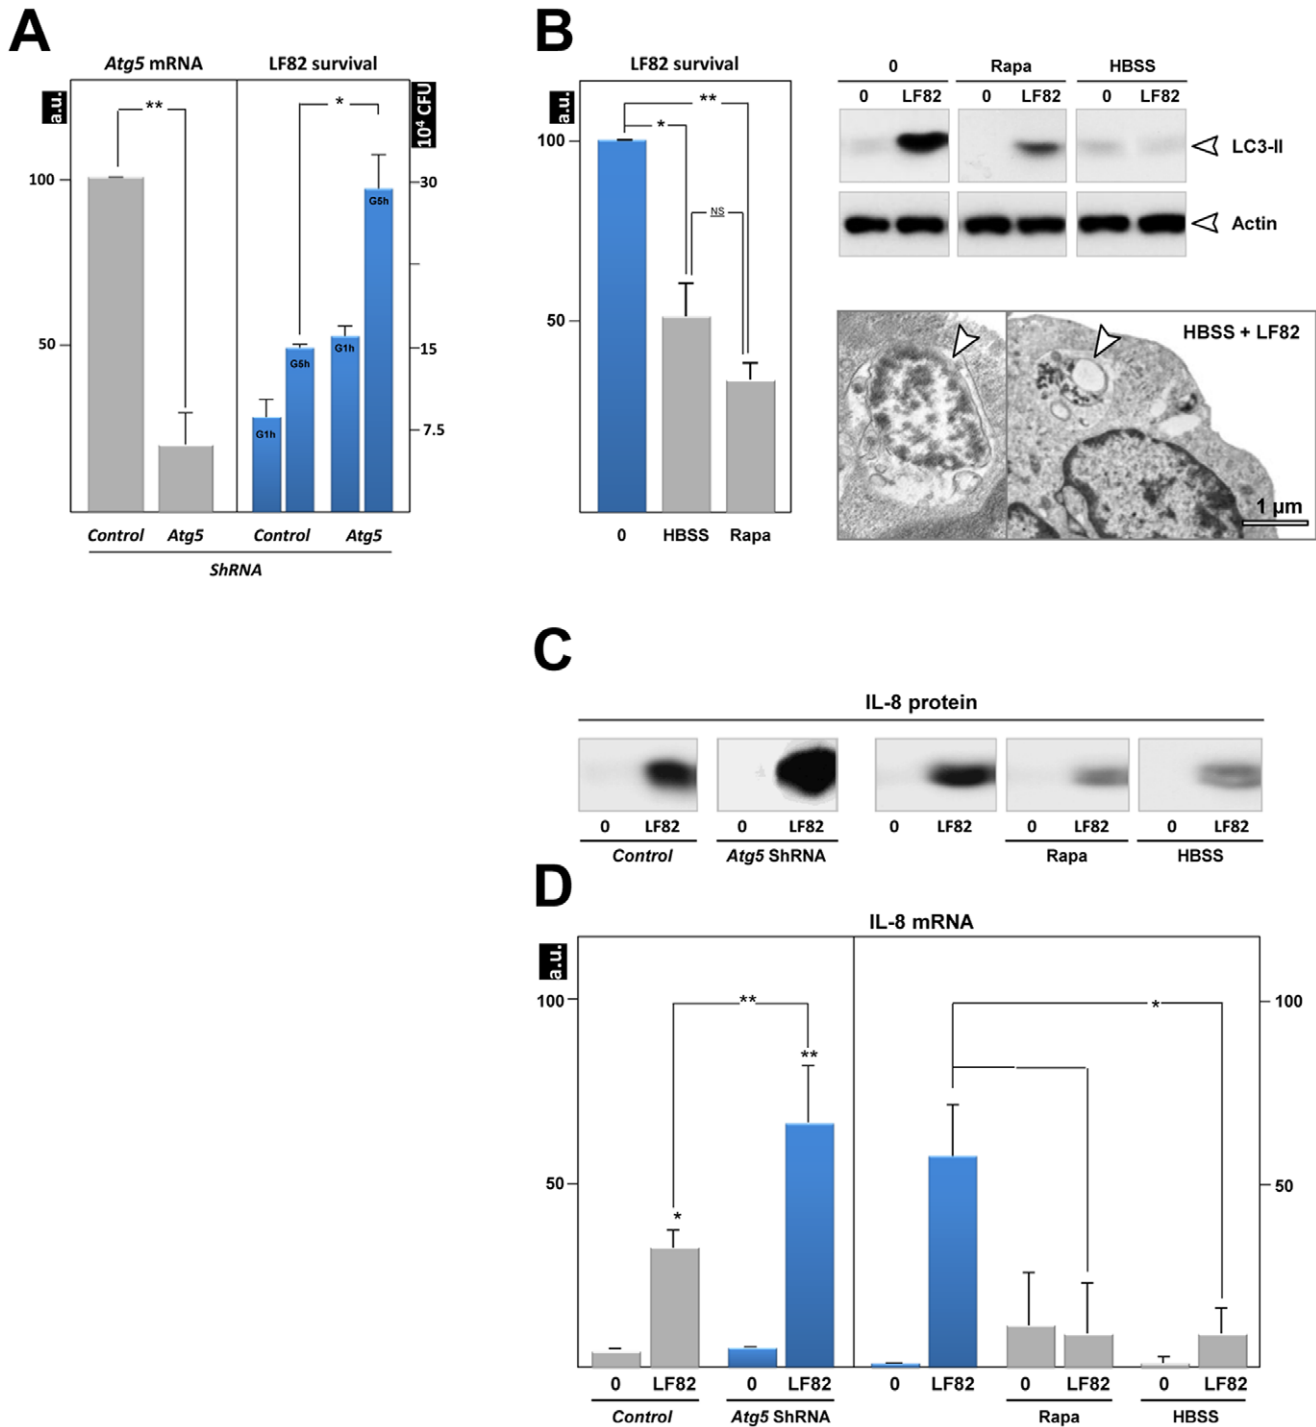 A
Atg5 mRNA
LF82 survival
a.u.
10⁴ CFU
**
*
100
50
30
15
7.5
G1h
G5h
G1h
G5h
Control
Atg5
Control
Atg5
ShRNA
B
LF82 survival
a.u.
**
*
NS
100
50
0
HBSS
Rapa
0
Rapa
HBSS
0
LF82
0
LF82
0
LF82
LC3-II
Actin
HBSS + LF82
1 µm
C
IL-8 protein
0
LF82
0
LF82
0
LF82
0
LF82
0
LF82
Control
Atg5 ShRNA
Rapa
HBSS
D
IL-8 mRNA
a.u.
100
50
**
**
*
*
100
50
0
LF82
0
LF82
0
LF82
0
LF82
0
LF82
Control
Atg5 ShRNA
Rapa
HBSS